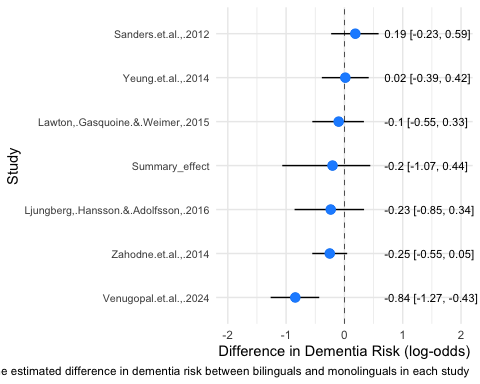 Sanders.et.al.,.2012 0.19 [-0.23, 0.59]
Yeung.et.al.,.2014 0.02 [-0.39, 0.42]
Lawton,.Gasquoine.&.Weimer,.2015 -0.1 [-0.55, 0.33]
Summary_effect -0.2 [-1.07, 0.44]
Ljungberg,.Hansson.&.Adolfsson,.2016 -0.23 [-0.85, 0.34]
Zahodne.et.al.,.2014 -0.25 [-0.55, 0.05]
Venugopal.et.al.,.2024 -0.84 [-1.27, -0.43]
Study
-2 -1 0 1 2
Difference in Dementia Risk (log-odds)
e estimated difference in dementia risk between bilinguals and monolinguals in each study